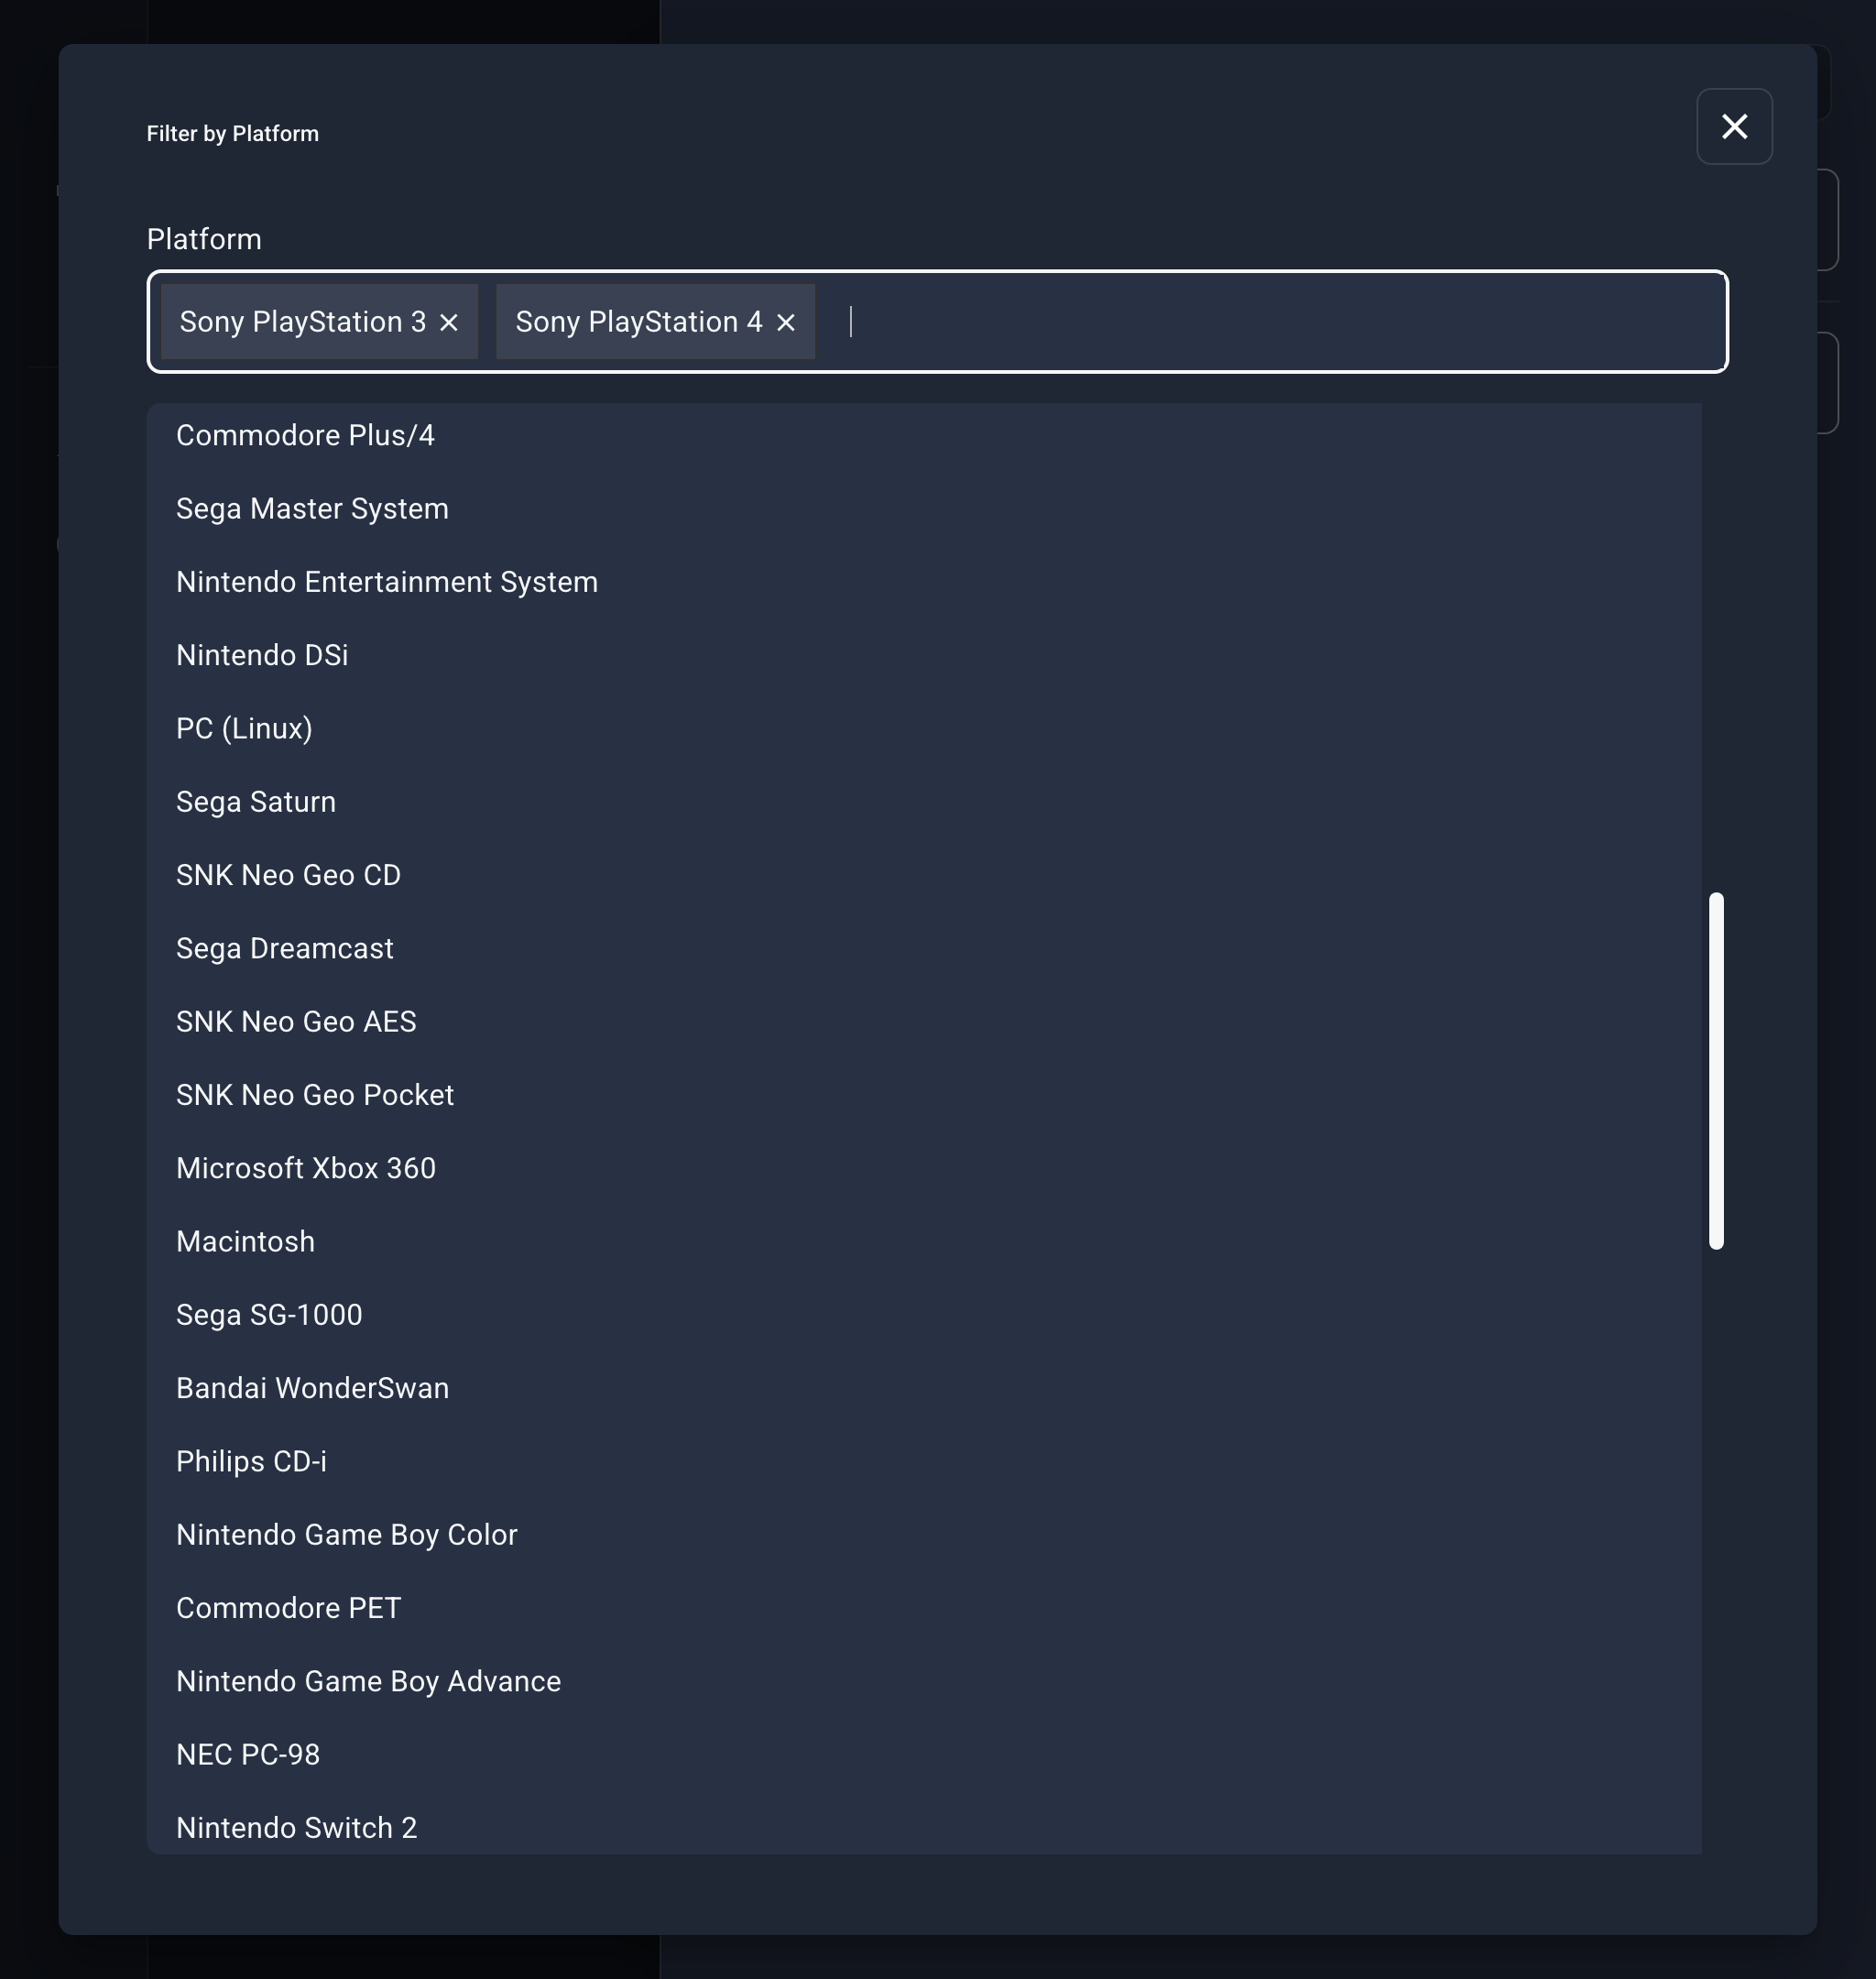 Filter by Platform
Platform
Sony PlayStation 3 Sony PlayStation 4
Commodore Plus/4
Sega Master System
Nintendo Entertainment System
Nintendo DSi
PC (Linux)
Sega Saturn
SNK Neo Geo CD
Sega Dreamcast
SNK Neo Geo AES
SNK Neo Geo Pocket
Microsoft Xbox 360
Macintosh
Sega SG-1000
Bandai WonderSwan
Philips CD-i
Nintendo Game Boy Color
Commodore PET
Nintendo Game Boy Advance
NEC PC-98
Nintendo Switch 2